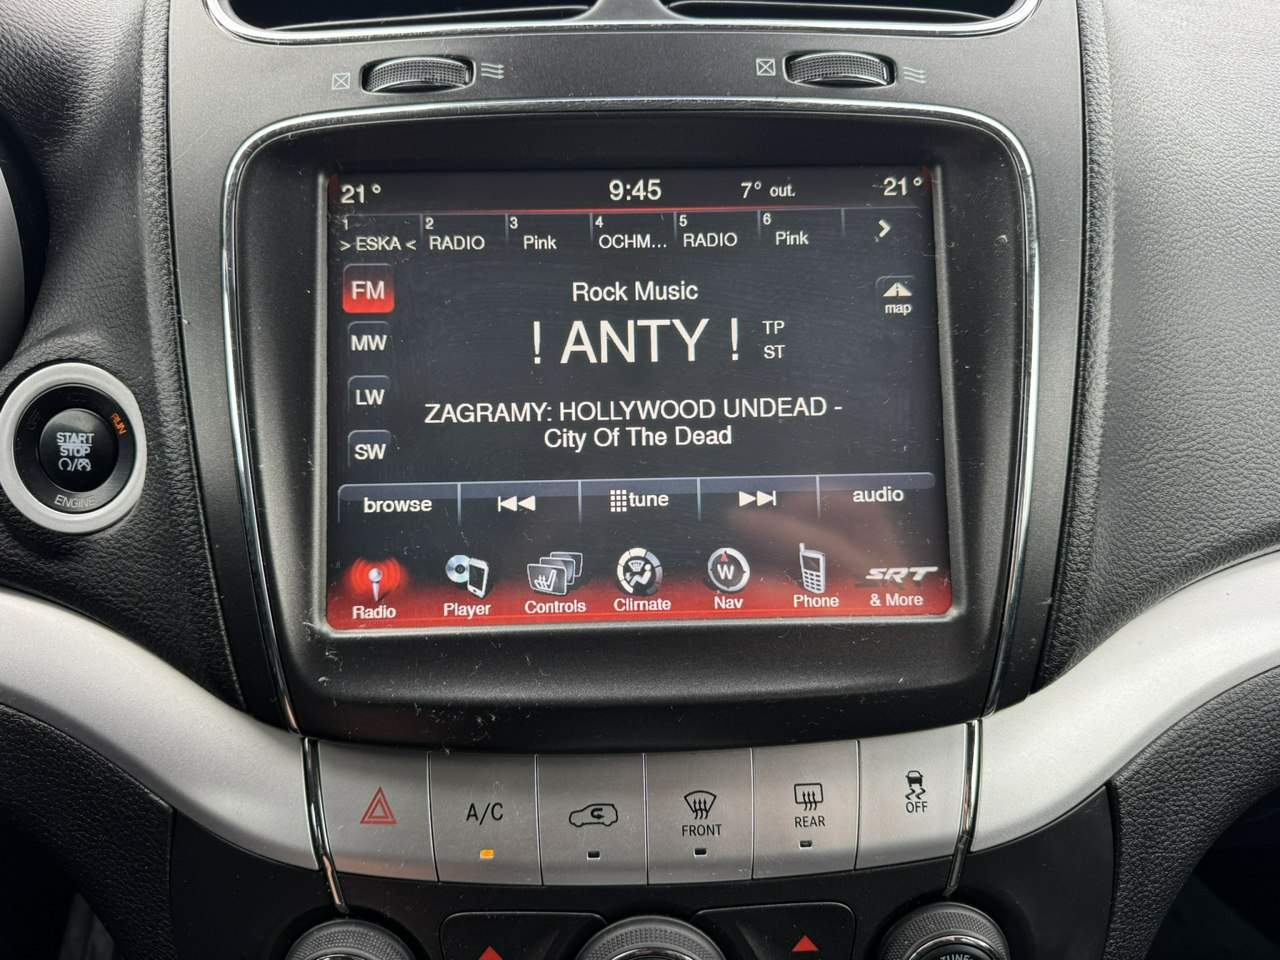 21° 9:45 7° out. 21°
1 2 3 4 5 6
> ESKA < RADIO Pink OCHM... RADIO Pink
FM
Rock Music
map
! ANTY ! TP
ST
MW
LW
ZAGRAMY: HOLLYWOOD UNDEAD -
City Of The Dead
SW
browse tune audio
Radio Player Controls Climate W Nav Phone SRT
& More
RUN
START
STOP
ENGINE
A/C
FRONT
REAR
OFF
TUNE